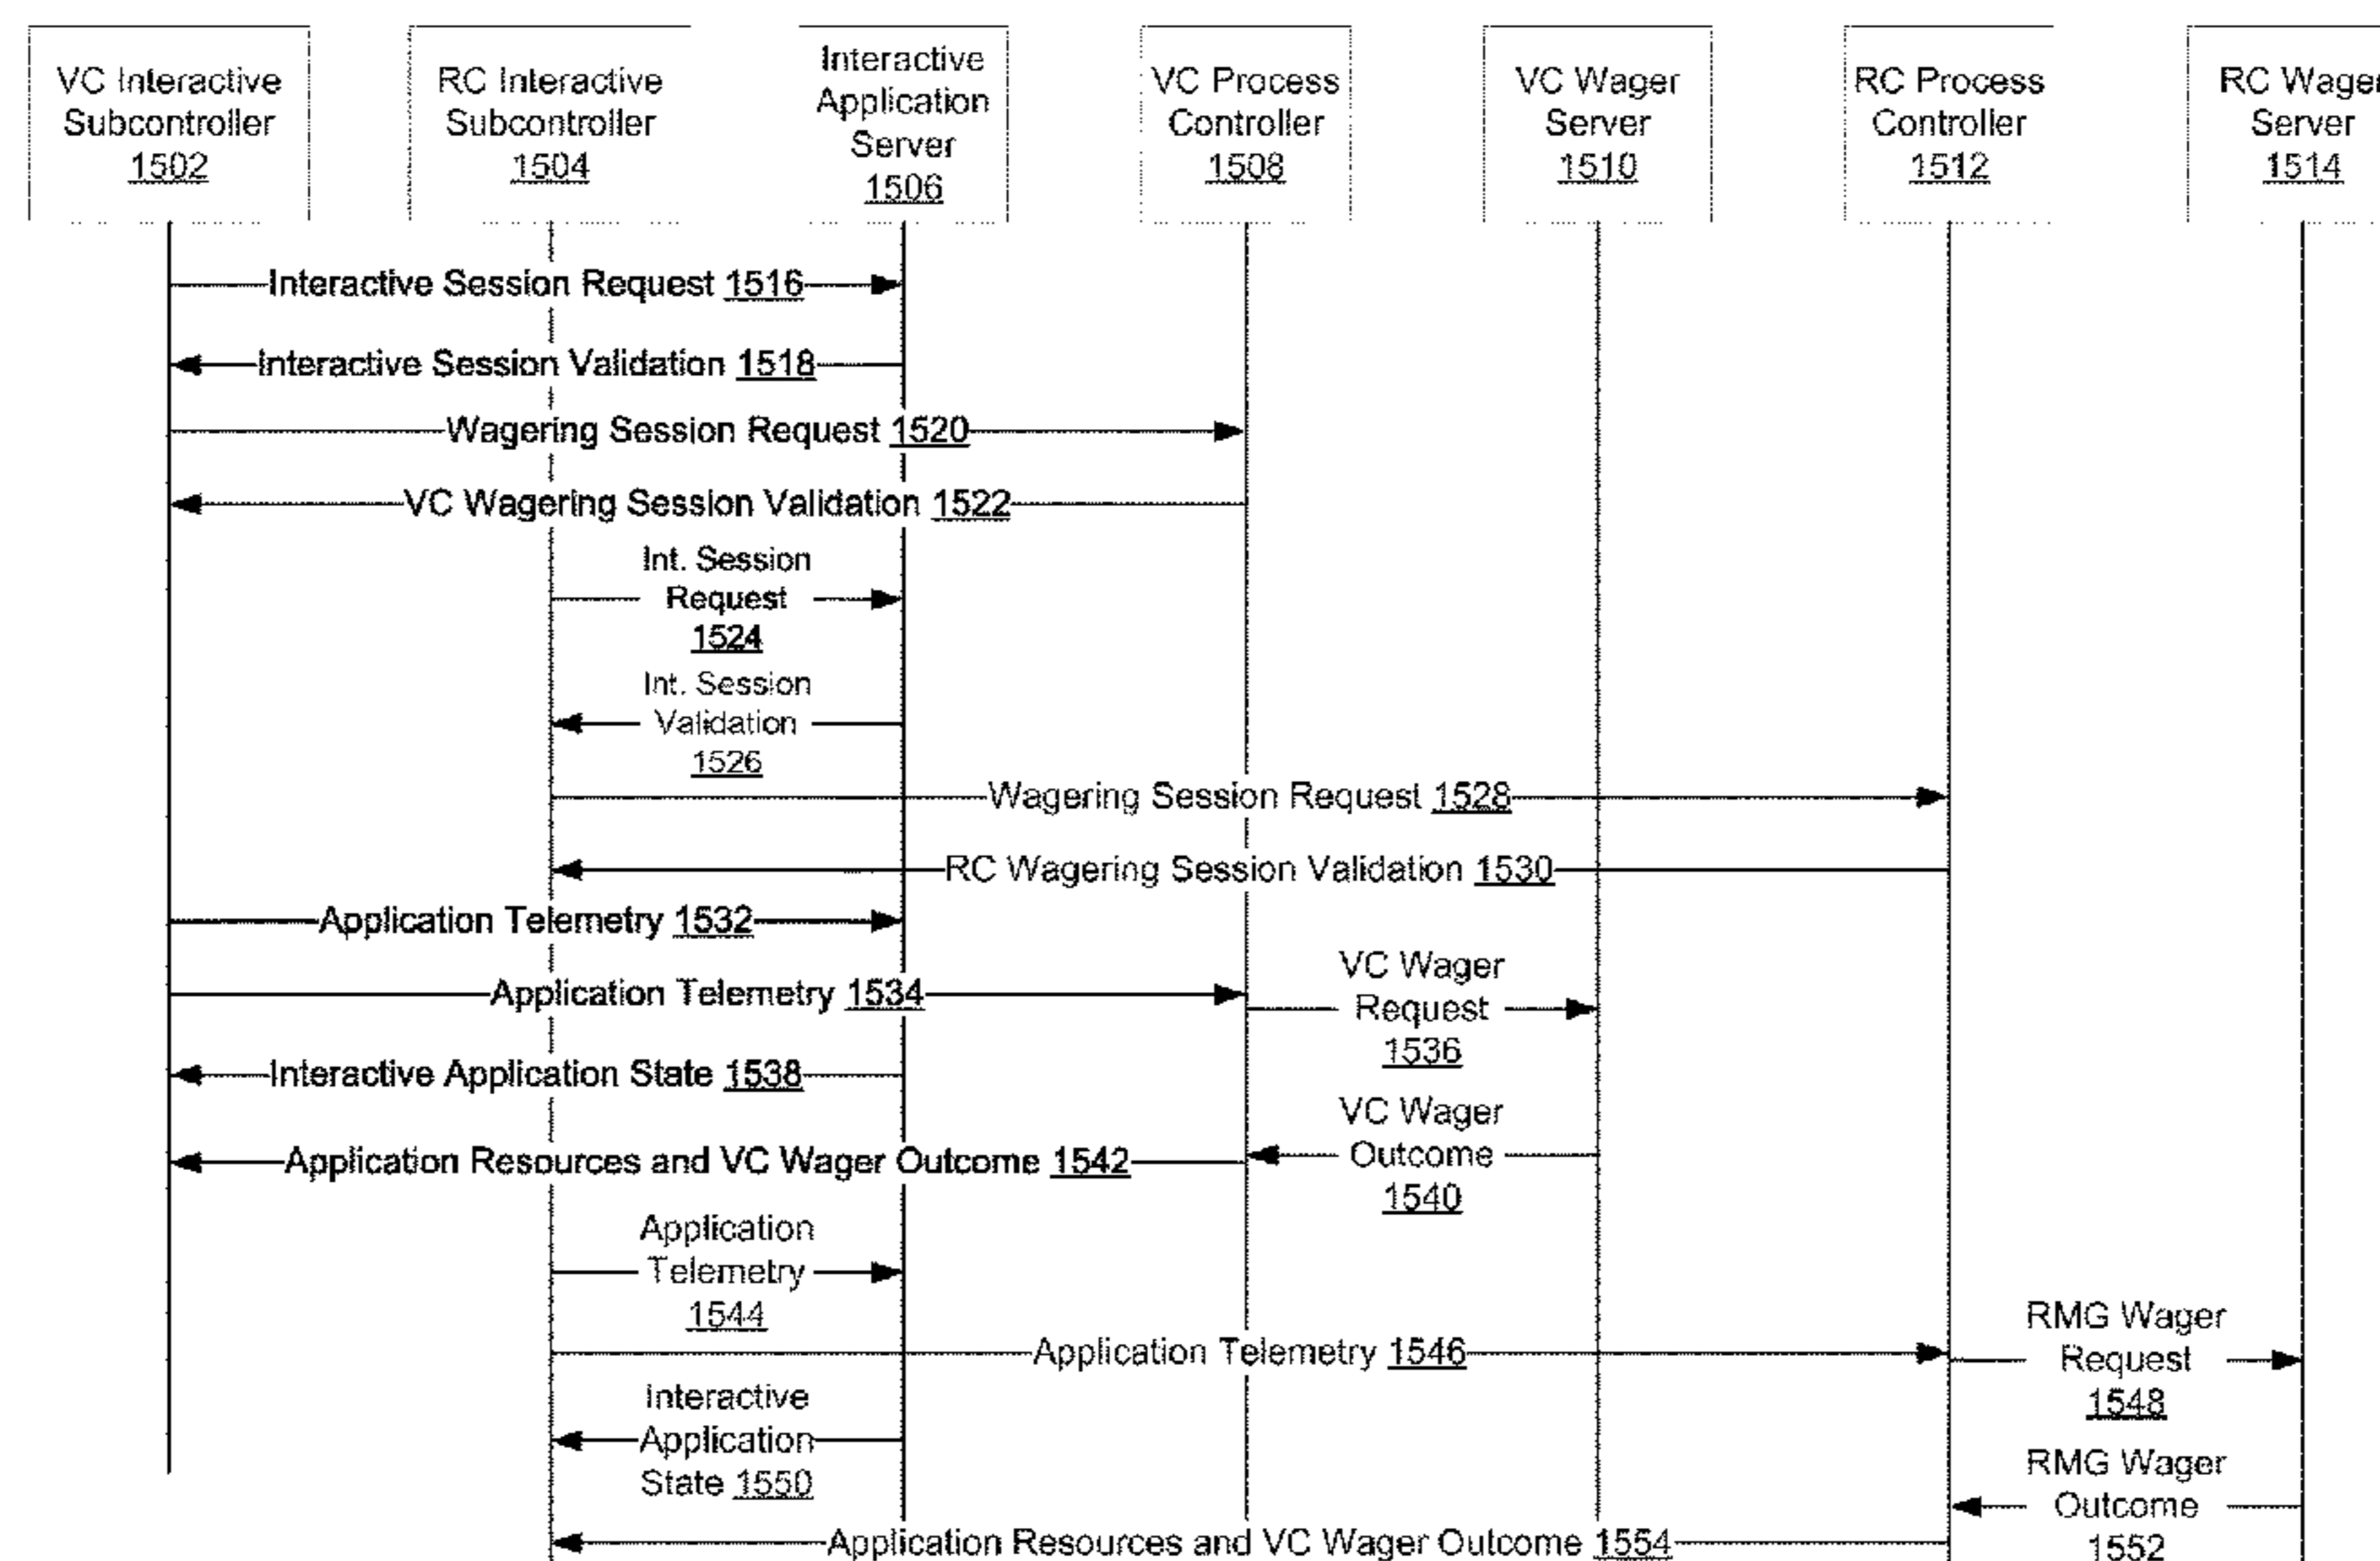 VC Interactive
Subcontroller
1502
RC Interactive
Subcontroller
1504
Interactive
Application
Server
1506
VC Process
Controller
1508
VC Wager
Server
1510
RC Process
Controller
1512
RC Wager
Server
1514
Interactive Session Request 1516
Interactive Session Validation 1518
Wagering Session Request 1520
VC Wagering Session Validation 1522
Int. Session
Request
1524
Int. Session
Validation
1526
Wagering Session Request 1528
RC Wagering Session Validation 1530
Application Telemetry 1532
Application Telemetry 1534
VC Wager
Request
1536
Interactive Application State 1538
VC Wager
Outcome
1540
Application Resources and VC Wager Outcome 1542
Application
Telemetry
1544
Application Telemetry 1546
RMG Wager
Request
1548
Interactive
Application
State 1550
RMG Wager
Outcome
1552
Application Resources and VC Wager Outcome 1554